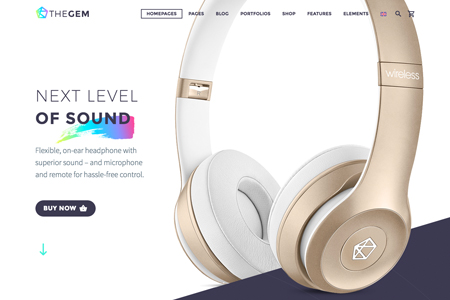 THEGEM
HOMEPAGES PAGES BLOG PORTFOLIOS SHOP FEATURES ELEMENTS
wireless
NEXT LEVEL
OF SOUND
Flexible, on-ear headphone with
superior sound – and microphone
and remote for hassle-free control.
BUY NOW